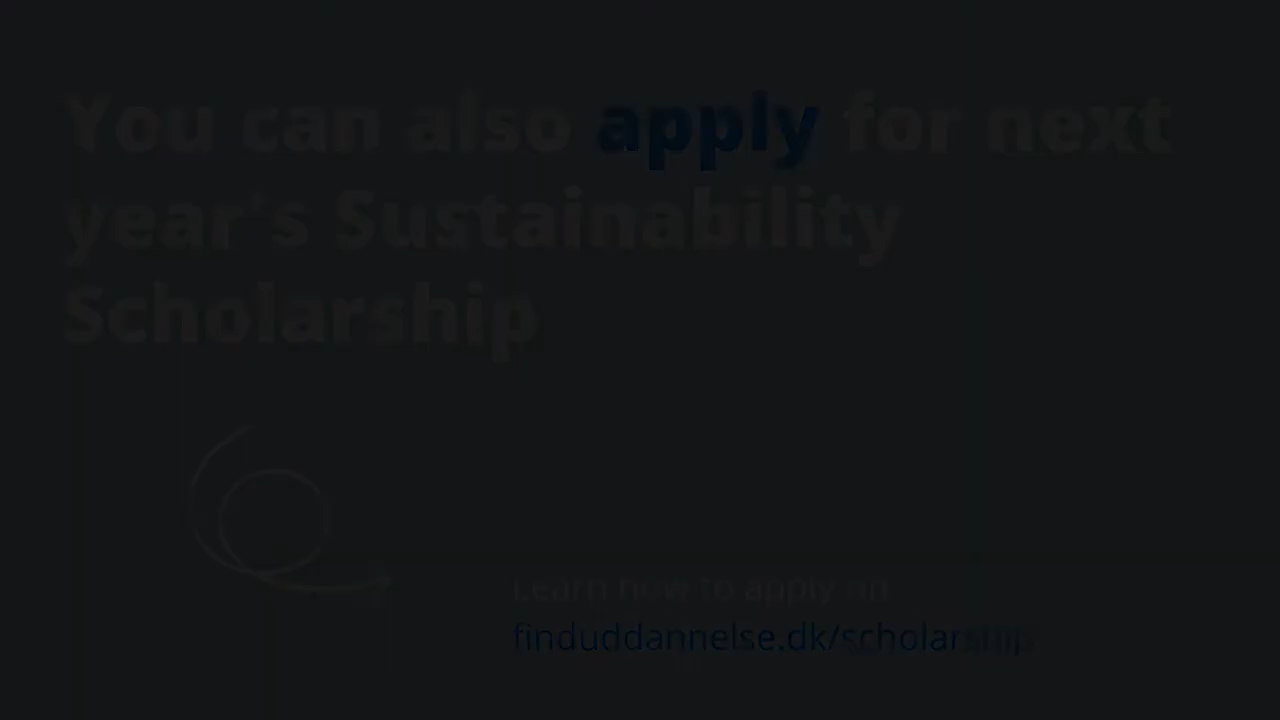 You can also apply for next
year's Sustainability
Scholarship
Learn how to apply on
finduddannelse.dk/scholarship